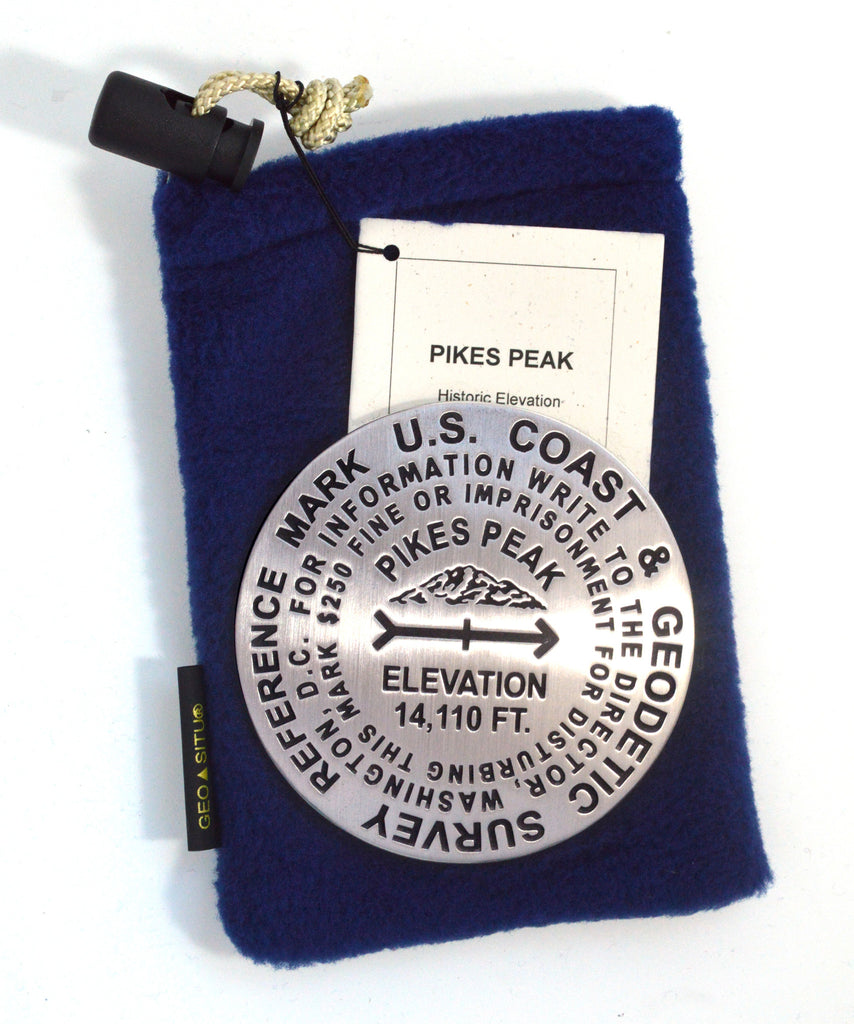 PIKES PEAK
Historic Elevation
U.S. COAST & GEODETIC SURVEY REFERENCE MARK
FOR INFORMATION WRITE TO THE DIRECTOR, WASHINGTON, D.C.
$250 FINE OR IMPRISONMENT FOR DISTURBING THIS MARK
PIKES PEAK
ELEVATION
14,110 FT.
GEO▲SITU®